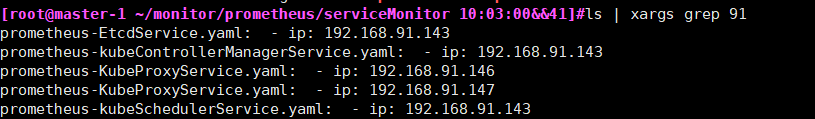 [root@master-1 ~/monitor/prometheus/serviceMonitor 10:03:00&&41]#ls | xargs grep 91
prometheus-EtcdService.yaml:  - ip: 192.168.91.143
prometheus-kubeControllerManagerService.yaml:  - ip: 192.168.91.143
prometheus-KubeProxyService.yaml:  - ip: 192.168.91.146
prometheus-KubeProxyService.yaml:  - ip: 192.168.91.147
prometheus-kubeSchedulerService.yaml:  - ip: 192.168.91.143